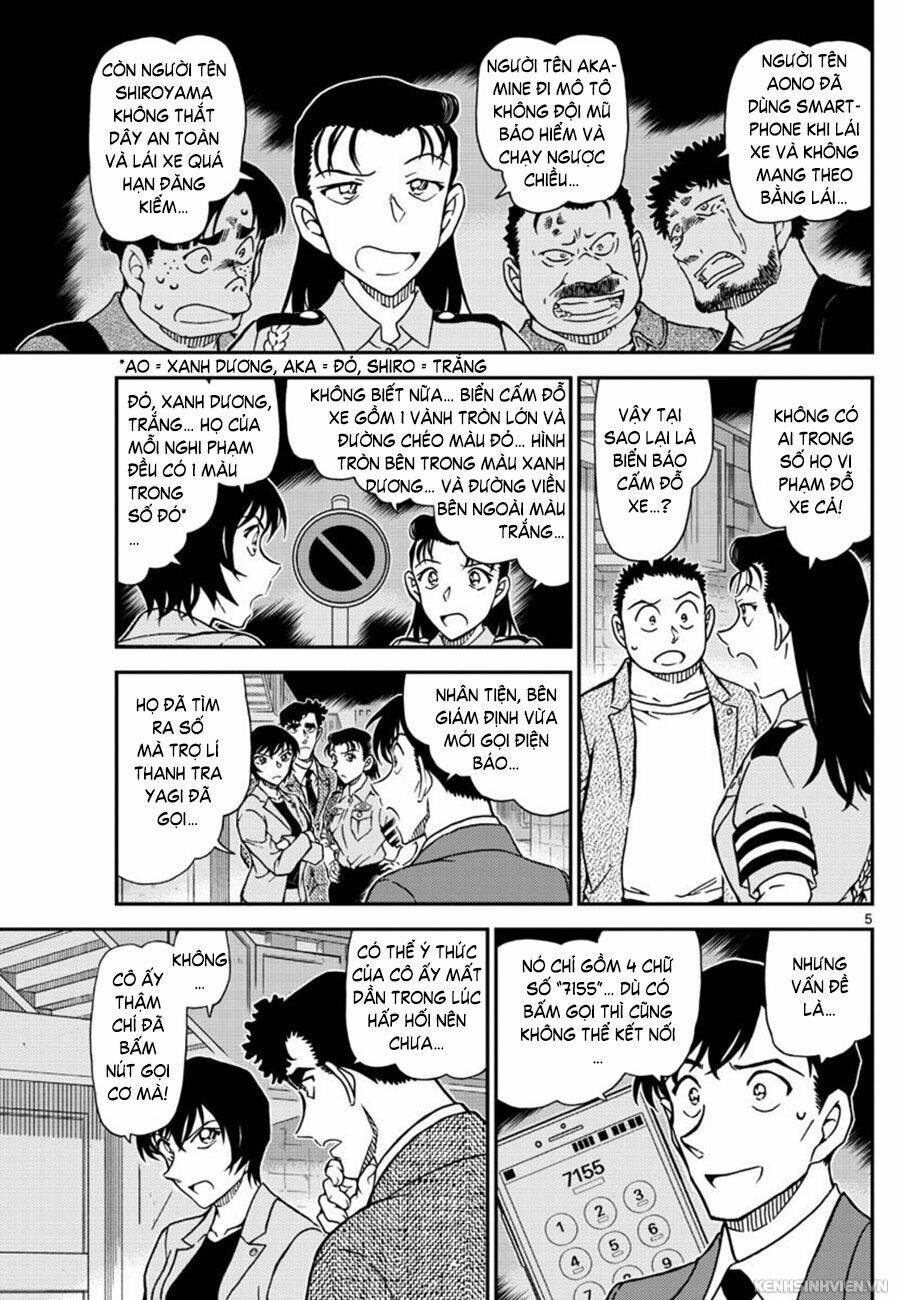 NGƯỜI TÊN
AONO ĐÃ
DÙNG SMART-
PHONE KHI LÁI
XE VÀ KHÔNG
MANG THEO
BẰNG LÁI...
NGƯỜI TÊN AKA-
MINE ĐI MÔ TÔ
KHÔNG ĐỘI MŨ
BẢO HIỂM VÀ
CHẠY NGƯỢC
CHIỀU...
CÒN NGƯỜI TÊN
SHIROYAMA
KHÔNG THẮT
DÂY AN TOÀN
VÀ LÁI XE QUÁ
HẠN ĐĂNG
KIỂM...
*AO = XANH DƯƠNG, AKA = ĐỎ, SHIRO = TRẮNG
KHÔNG CÓ
AI TRONG
SỐ HỌ VI
PHẠM ĐỖ
XE CẢ!
VẬY TẠI
SAO LẠI LÀ
BIỂN BÁO
CẤM ĐỖ
XE...?
KHÔNG BIẾT NỮA... BIỂN CẤM ĐỖ
XE GỒM 1 VÀNH TRÒN LỚN VÀ
ĐƯỜNG CHÉO MÀU ĐỎ... HÌNH
TRÒN BÊN TRONG MÀU XANH
DƯƠNG... VÀ ĐƯỜNG VIỀN
BÊN NGOÀI MÀU
TRẮNG...
ĐỎ, XANH DƯƠNG,
TRẮNG... HỌ CỦA
MỖI NGHI PHẠM
ĐỀU CÓ 1 MÀU
TRONG
SỐ ĐÓ*
...
NHÂN TIỆN, BÊN
GIÁM ĐỊNH VỪA
MỚI GỌI ĐIỆN
BÁO...
HỌ ĐÃ TÌM
RA SỐ
MÀ TRỢ LÍ
THANH TRA
YAGI ĐÃ
GỌI...
5
NHƯNG
VẤN ĐỀ
LÀ...
NÓ CHỈ GỒM 4 CHỮ
SỐ "7155"... DÙ CÓ
BẤM GỌI THÌ CŨNG
KHÔNG THỂ KẾT NỐI
...
7155
1
2
3
4
5
6
7
8
9
CÓ THỂ Ý THỨC
CỦA CÔ ẤY MẤT
DẦN TRONG LÚC
HẤP HỐI NÊN
CHƯA...
KHÔNG
...
CÔ ẤY
THẬM
CHÍ ĐÃ
BẤM
NÚT GỌI
CƠ MÀ!
KENHSINHVIEN.VN